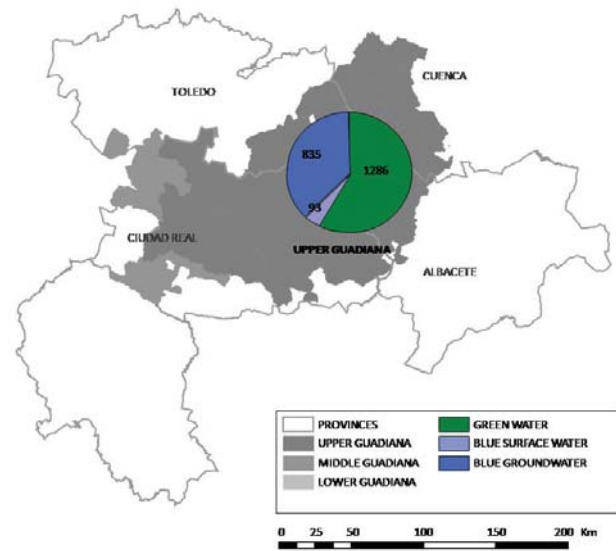 CUENCA
TOLEDO
835
1286
93
CIUDAD REAL
UPPER GUADIANA
ALBACETE
PROVINCES
UPPER GUADIANA
MIDDLE GUADIANA
LOWER GUADIANA
GREEN WATER
BLUE SURFACE WATER
BLUE GROUNDWATER
0 25 50 100 150 200 Km